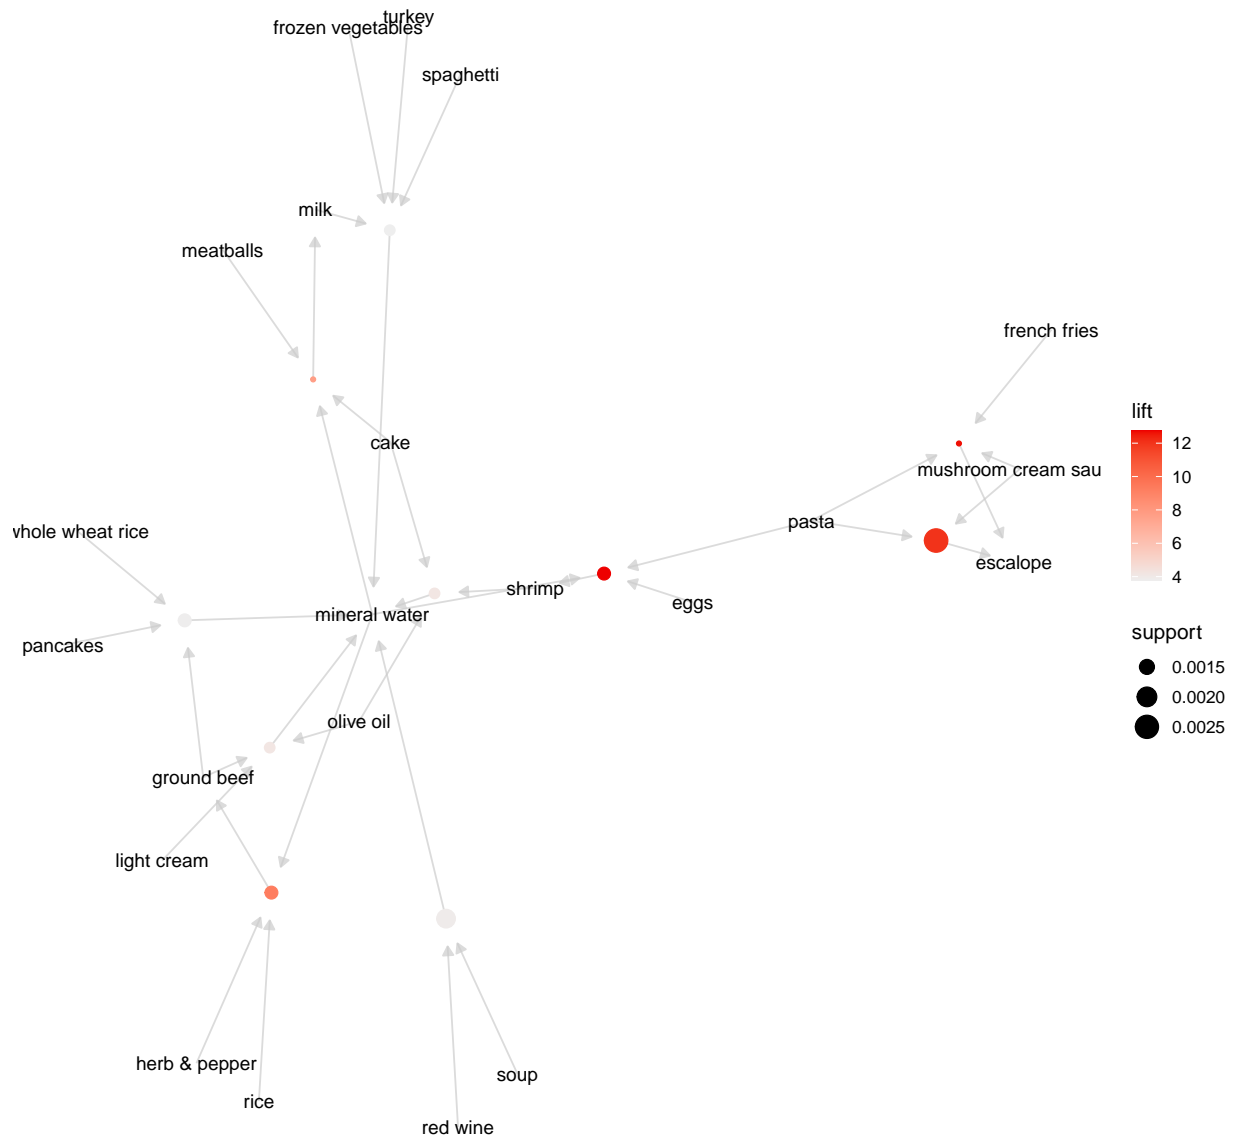 turkey
frozen vegetables
spaghetti
milk
meatballs
french fries
lift
cake
12
mushroom cream sau
10
pasta
8
whole wheat rice
6
escalope
4
shrimp
eggs
mineral water
support
pancakes
0.0015
0.0020
olive oil
0.0025
ground beef
light cream
herb & pepper
soup
rice
red wine